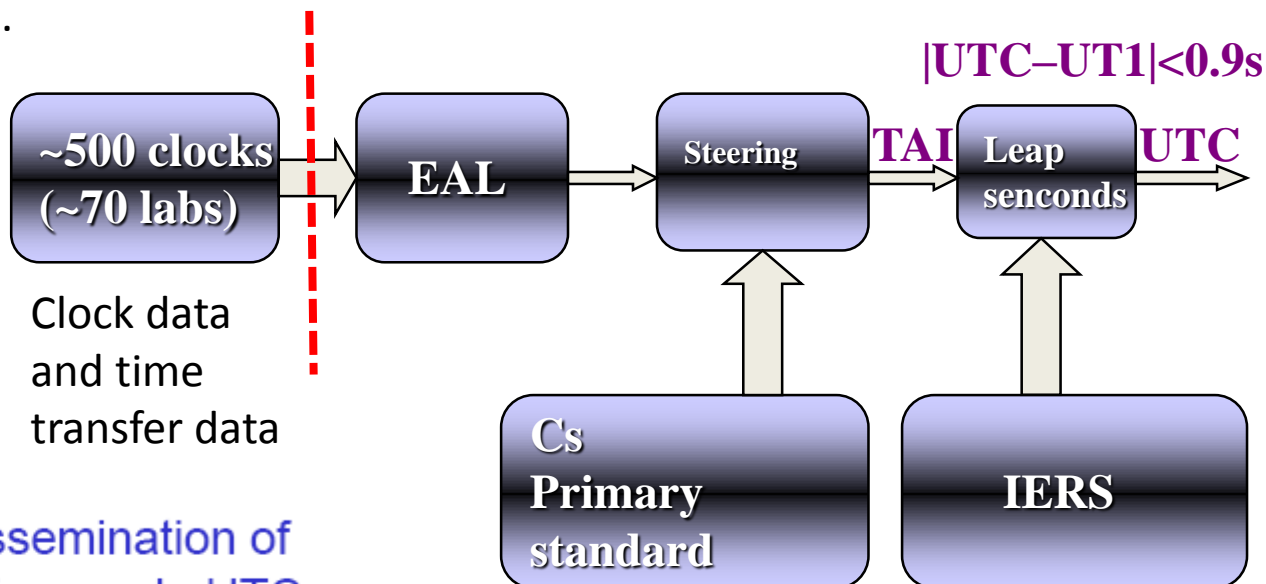 .
|UTC–UT1|<0.9s
~500 clocks
(~70 labs)
EAL
Steering
TAI
Leap
senconds
UTC
Clock data
and time
transfer data
Cs
Primary
standard
IERS
ssemination of
UTC